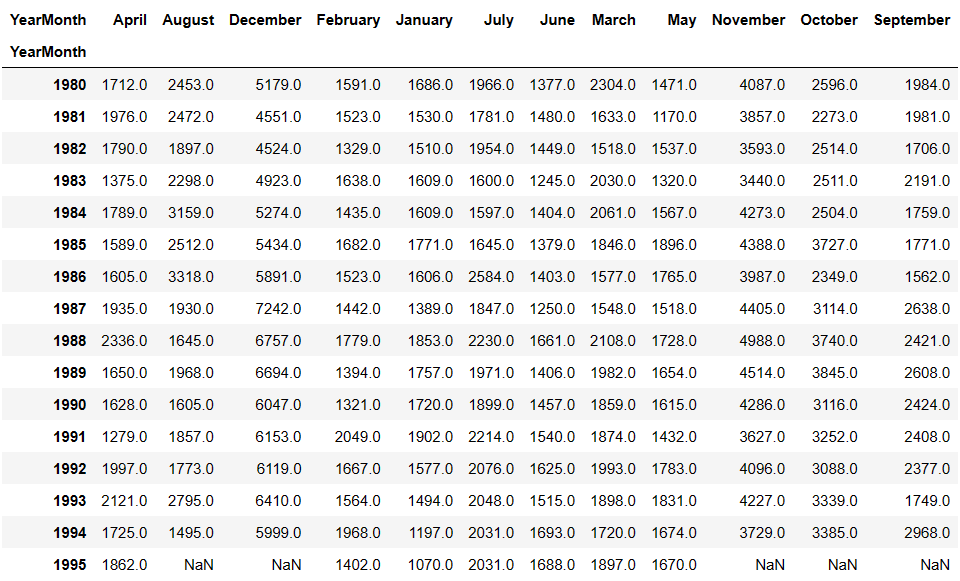 YearMonth April August December February January July June March May November October September
YearMonth
1980 1712.0 2453.0 5179.0 1591.0 1686.0 1966.0 1377.0 2304.0 1471.0 4087.0 2596.0 1984.0
1981 1976.0 2472.0 4551.0 1523.0 1530.0 1781.0 1480.0 1633.0 1170.0 3857.0 2273.0 1981.0
1982 1790.0 1897.0 4524.0 1329.0 1510.0 1954.0 1449.0 1518.0 1537.0 3593.0 2514.0 1706.0
1983 1375.0 2298.0 4923.0 1638.0 1609.0 1600.0 1245.0 2030.0 1320.0 3440.0 2511.0 2191.0
1984 1789.0 3159.0 5274.0 1435.0 1609.0 1597.0 1404.0 2061.0 1567.0 4273.0 2504.0 1759.0
1985 1589.0 2512.0 5434.0 1682.0 1771.0 1645.0 1379.0 1846.0 1896.0 4388.0 3727.0 1771.0
1986 1605.0 3318.0 5891.0 1523.0 1606.0 2584.0 1403.0 1577.0 1765.0 3987.0 2349.0 1562.0
1987 1935.0 1930.0 7242.0 1442.0 1389.0 1847.0 1250.0 1548.0 1518.0 4405.0 3114.0 2638.0
1988 2336.0 1645.0 6757.0 1779.0 1853.0 2230.0 1661.0 2108.0 1728.0 4988.0 3740.0 2421.0
1989 1650.0 1968.0 6694.0 1394.0 1757.0 1971.0 1406.0 1982.0 1654.0 4514.0 3845.0 2608.0
1990 1628.0 1605.0 6047.0 1321.0 1720.0 1899.0 1457.0 1859.0 1615.0 4286.0 3116.0 2424.0
1991 1279.0 1857.0 6153.0 2049.0 1902.0 2214.0 1540.0 1874.0 1432.0 3627.0 3252.0 2408.0
1992 1997.0 1773.0 6119.0 1667.0 1577.0 2076.0 1625.0 1993.0 1783.0 4096.0 3088.0 2377.0
1993 2121.0 2795.0 6410.0 1564.0 1494.0 2048.0 1515.0 1898.0 1831.0 4227.0 3339.0 1749.0
1994 1725.0 1495.0 5999.0 1968.0 1197.0 2031.0 1693.0 1720.0 1674.0 3729.0 3385.0 2968.0
1995 1862.0 NaN NaN 1402.0 1070.0 2031.0 1688.0 1897.0 1670.0 NaN NaN NaN